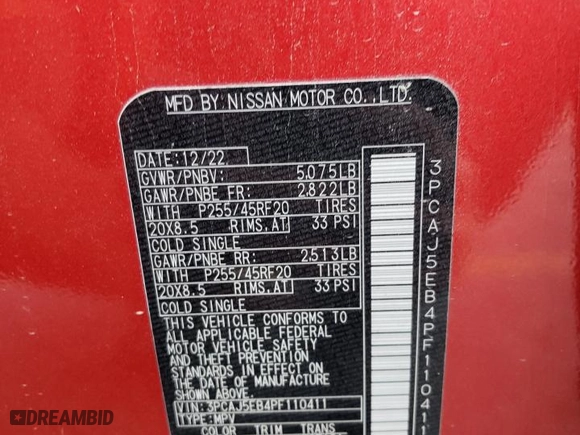 MFD BY NISSAN MOTOR CO.,LTD.
DATE: 12/22
GVWR/PNBV: 5,075LB
GAWR/PNBE FR: 2,822LB
WITH P255/45RF20 TIRES
20X8.5 RIMS,AT 33 PSI
COLD SINGLE
GAWR/PNBE RR: 2,513LB
WITH P255/45RF20 TIRES
20X8.5 RIMS,AT 33 PSI
COLD SINGLE
THIS VEHICLE CONFORMS TO
ALL APPLICABLE FEDERAL
MOTOR VEHICLE SAFETY
AND THEFT PREVENTION
STANDARDS IN EFFECT ON
THE DATE OF MANUFACTURE
SHOWN ABOVE.
VIN: 3PCAJ5EB4PF110411
TYPE: MPV
COLOR TRIM TRANS
3PCAJ5EB4PF110411
© DREAMBID